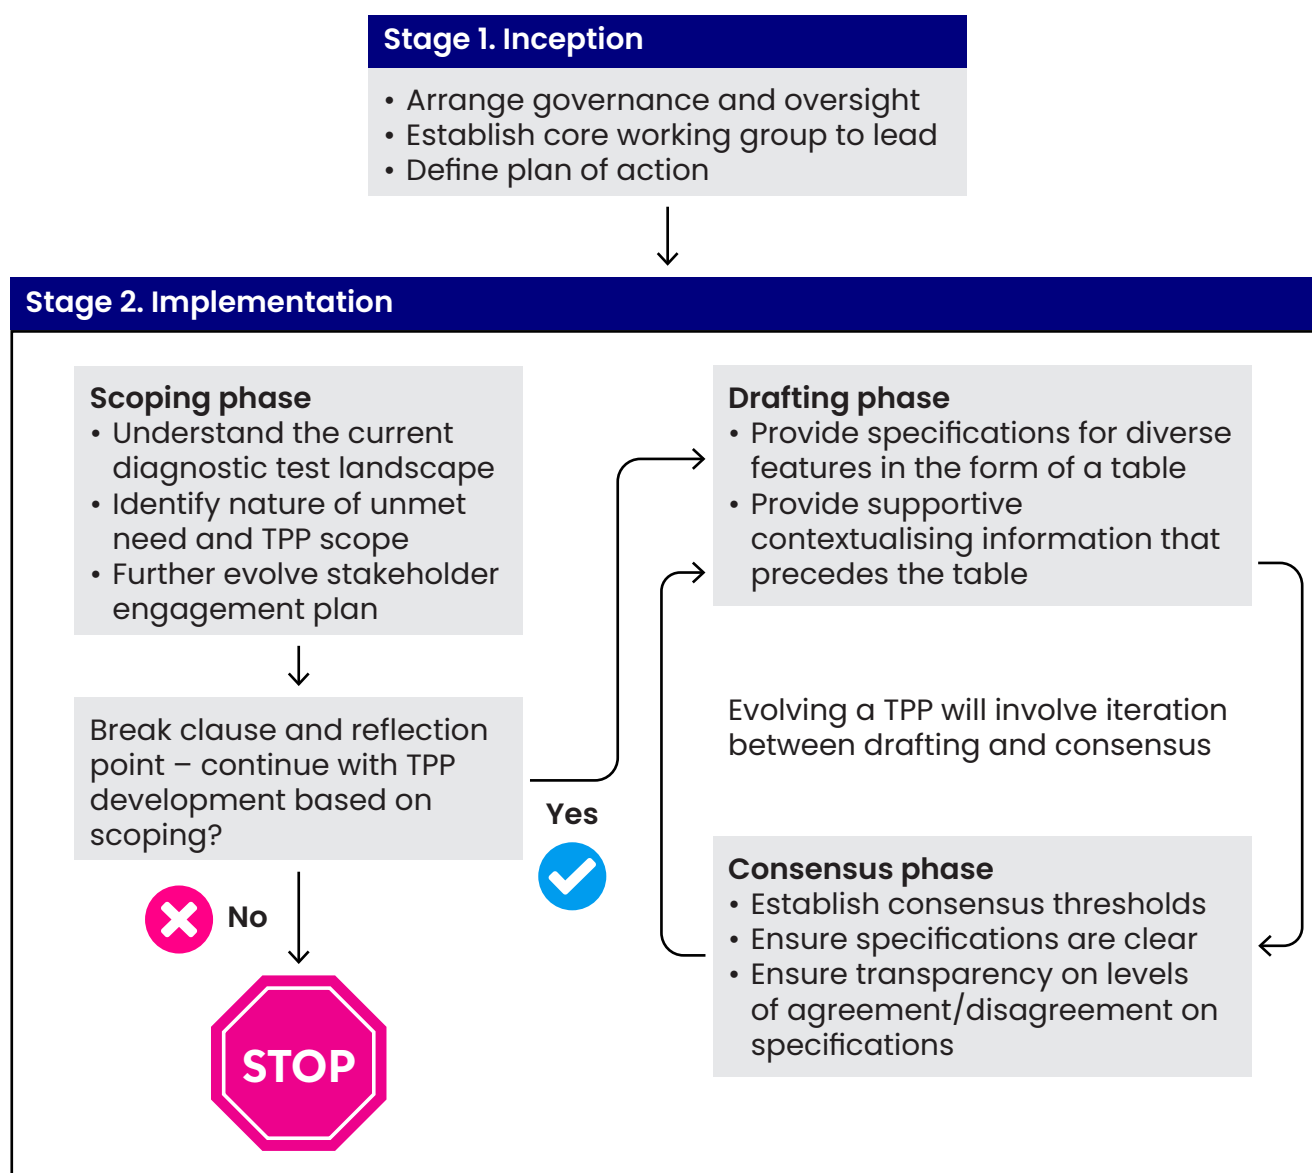 Stage 1. Inception
• Arrange governance and oversight
• Establish core working group to lead
• Define plan of action
Stage 2. Implementation
Scoping phase
• Understand the current
diagnostic test landscape
• Identify nature of unmet
need and TPP scope
• Further evolve stakeholder
engagement plan
Break clause and reflection
point – continue with TPP
development based on
scoping?
No
STOP
Yes
Drafting phase
• Provide specifications for diverse
features in the form of a table
• Provide supportive
contextualising information that
precedes the table
Evolving a TPP will involve iteration
between drafting and consensus
Consensus phase
• Establish consensus thresholds
• Ensure specifications are clear
• Ensure transparency on levels
of agreement/disagreement on
specifications